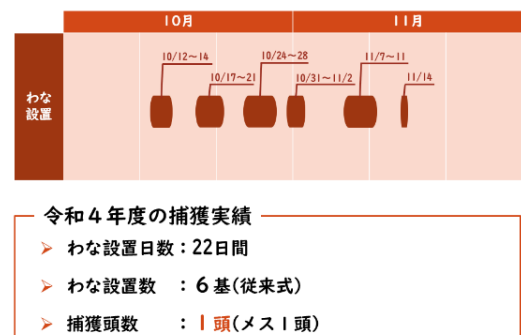 10月 11月
10/12～14 10/24～28 11/7～11
10/17～21 10/31～11/2 11/14
わな
設置
令和４年度の捕獲実績
➢ わな設置日数：22日間
➢ わな設置数 ：６基(従来式)
➢ 捕獲頭数 ：１頭(メス１頭)